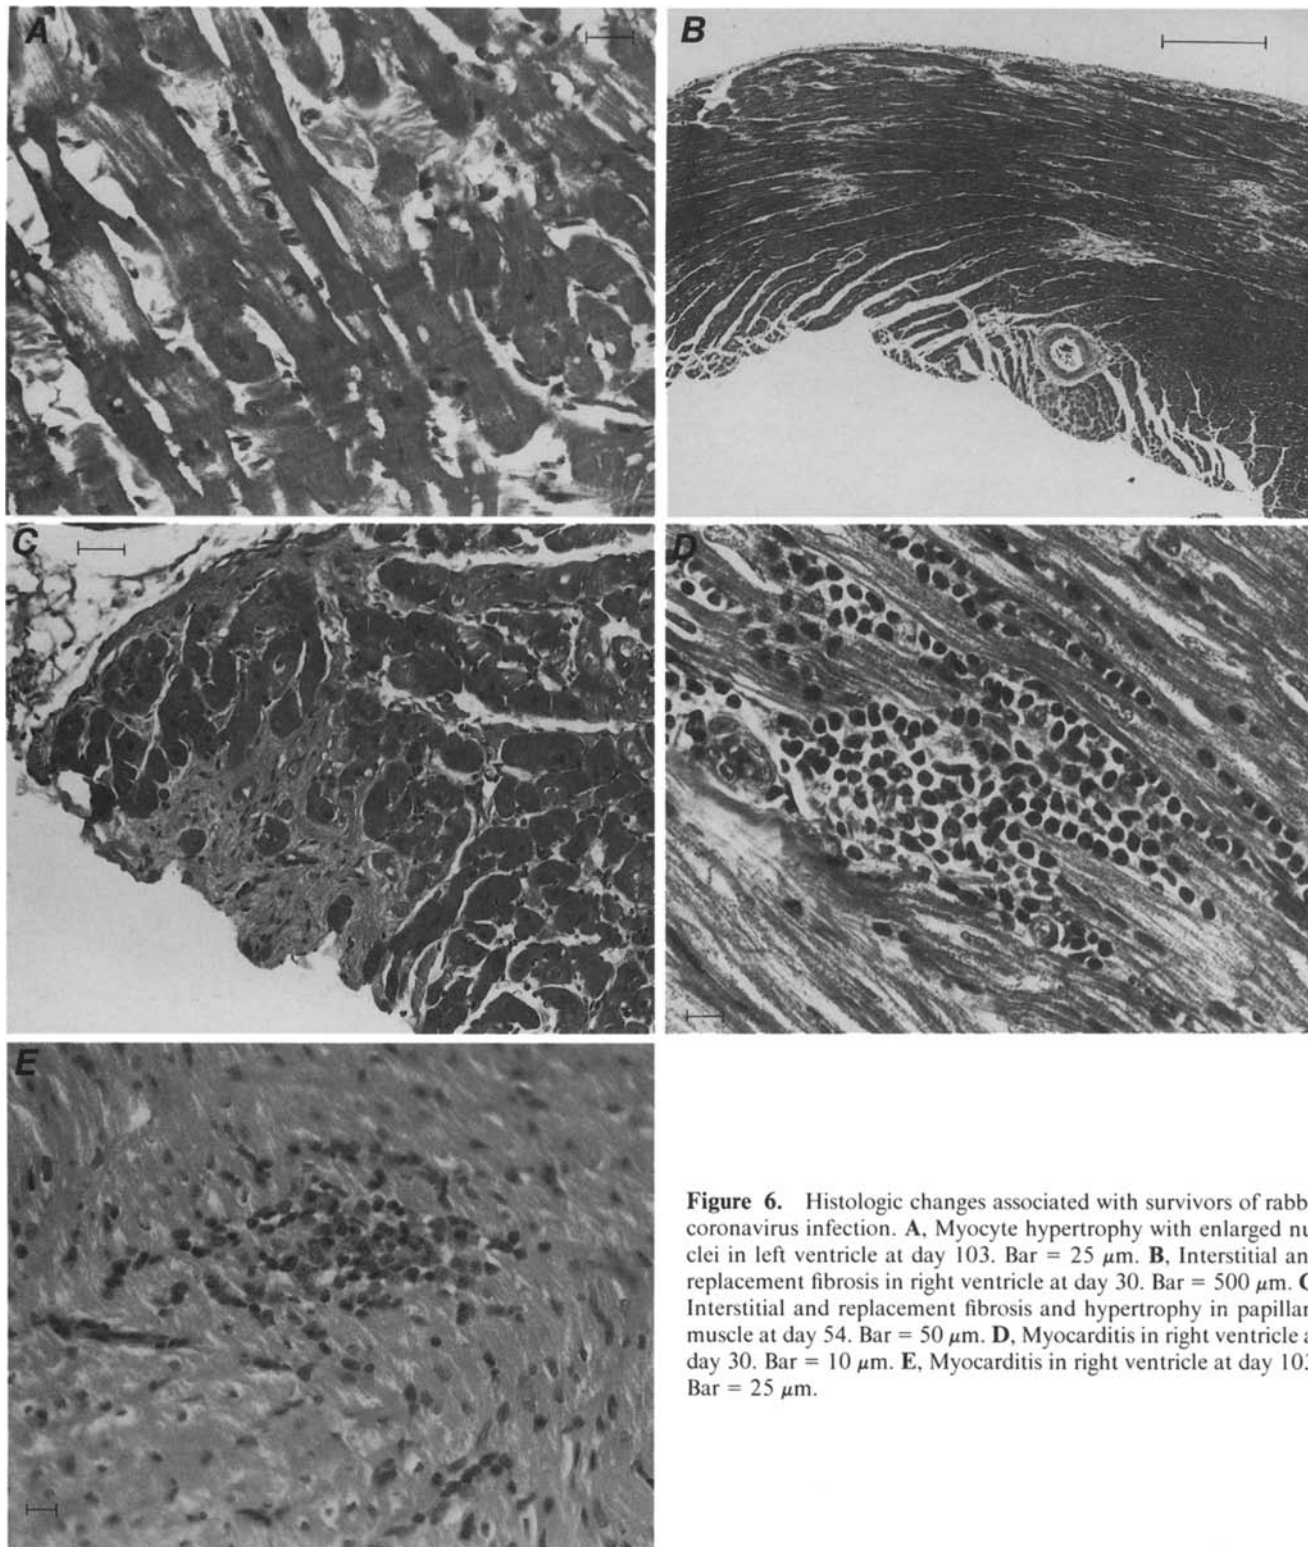 A
B
C
D
E
Figure 6. Histologic changes associated with survivors of rabb
coronavirus infection. A, Myocyte hypertrophy with enlarged nu
clei in left ventricle at day 103. Bar = 25 μm. B, Interstitial an
replacement fibrosis in right ventricle at day 30. Bar = 500 μm. C
Interstitial and replacement fibrosis and hypertrophy in papillar
muscle at day 54. Bar = 50 μm. D, Myocarditis in right ventricle a
day 30. Bar = 10 μm. E, Myocarditis in right ventricle at day 103
Bar = 25 μm.